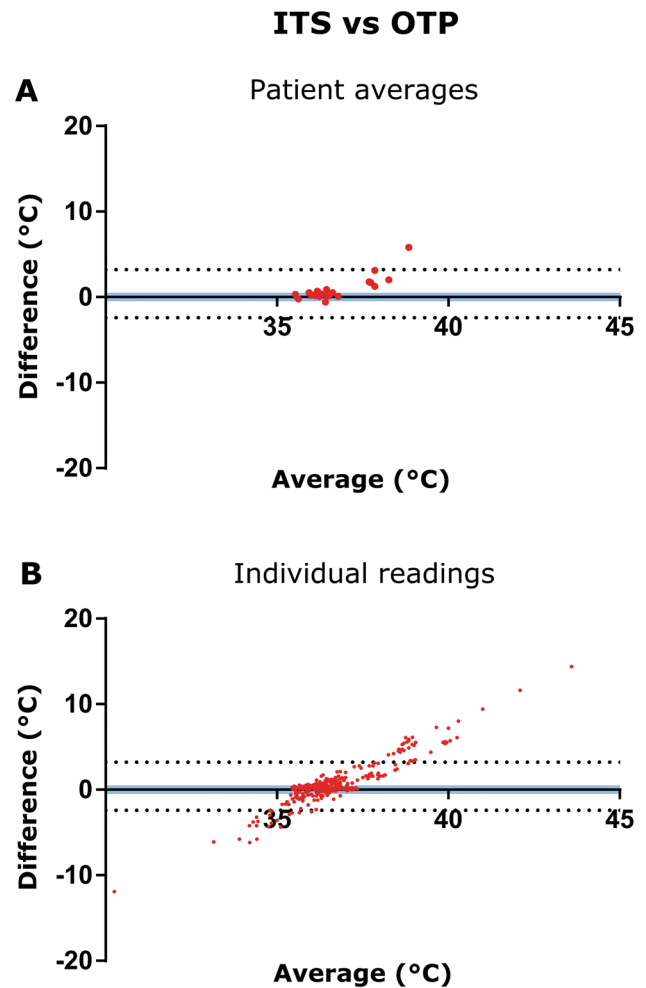 ITS vs OTP
A
Patient averages
20
10
0
-10
-20
35
40
45
Difference (°C)
Average (°C)
B
Individual readings
20
10
0
-10
-20
35
40
45
Difference (°C)
Average (°C)